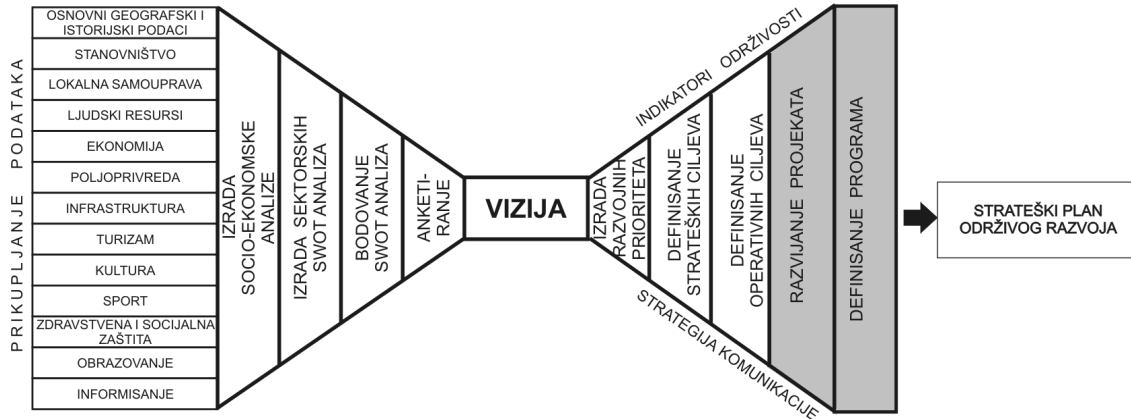 PRIKUPLJANJE PODATAKA
OSNOVNI GEOGRAFSKI I
ISTORIJSKI PODACI
STANOVNIŠTVO
LOKALNA SAMOUPRAVA
LJUDSKI RESURSI
EKONOMIJA
POLJOPRIVREDA
INFRASTRUKTURA
TURIZAM
KULTURA
SPORT
ZDRAVSTVENA I SOCIJALNA
ZAŠTITA
OBRAZOVANJE
INFORMISANJE
IZRADA
SOCIO-EKONOMSKE
ANALIZE
IZRADA SEKTORSKIH
SWOT ANALIZA
BODOVANJE
SWOT ANALIZA
ANKETI-
RANJE
VIZIJA
INDIKATORI ODRŽIVOSTI
IZRADA
RAZVOJNIH
PRIORITETA
DEFINISANJE
STRATEŠKIH CILJEVA
DEFINISANJE
OPERATIVNIH CILJEVA
RAZVIJANJE PROJEKATA
DEFINISANJE PROGRAMA
STRATEGIJA KOMUNIKACIJE
STRATEŠKI PLAN
ODRŽIVOG RAZVOJA